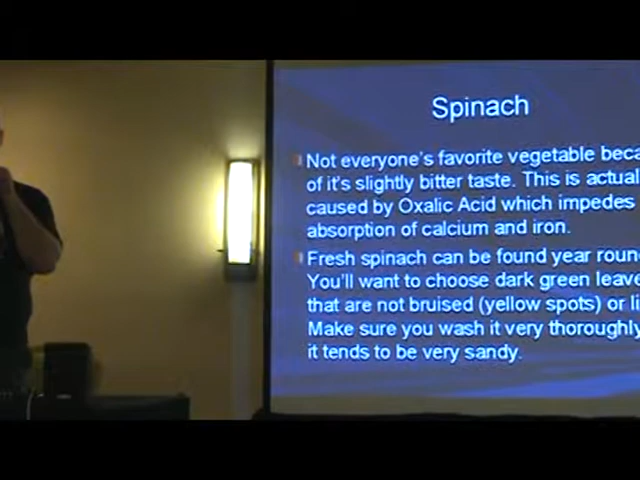 Spinach
Not everyone's favorite vegetable
of it's slightly bitter taste. This is
caused by Oxalic Acid which impedes
absorption of calcium and iron.
Fresh spinach can be found year
You'll want to choose dark green
that are not bruised (yellow spots) or
Make sure you wash it very thoroughly
it tends to be very sandy.